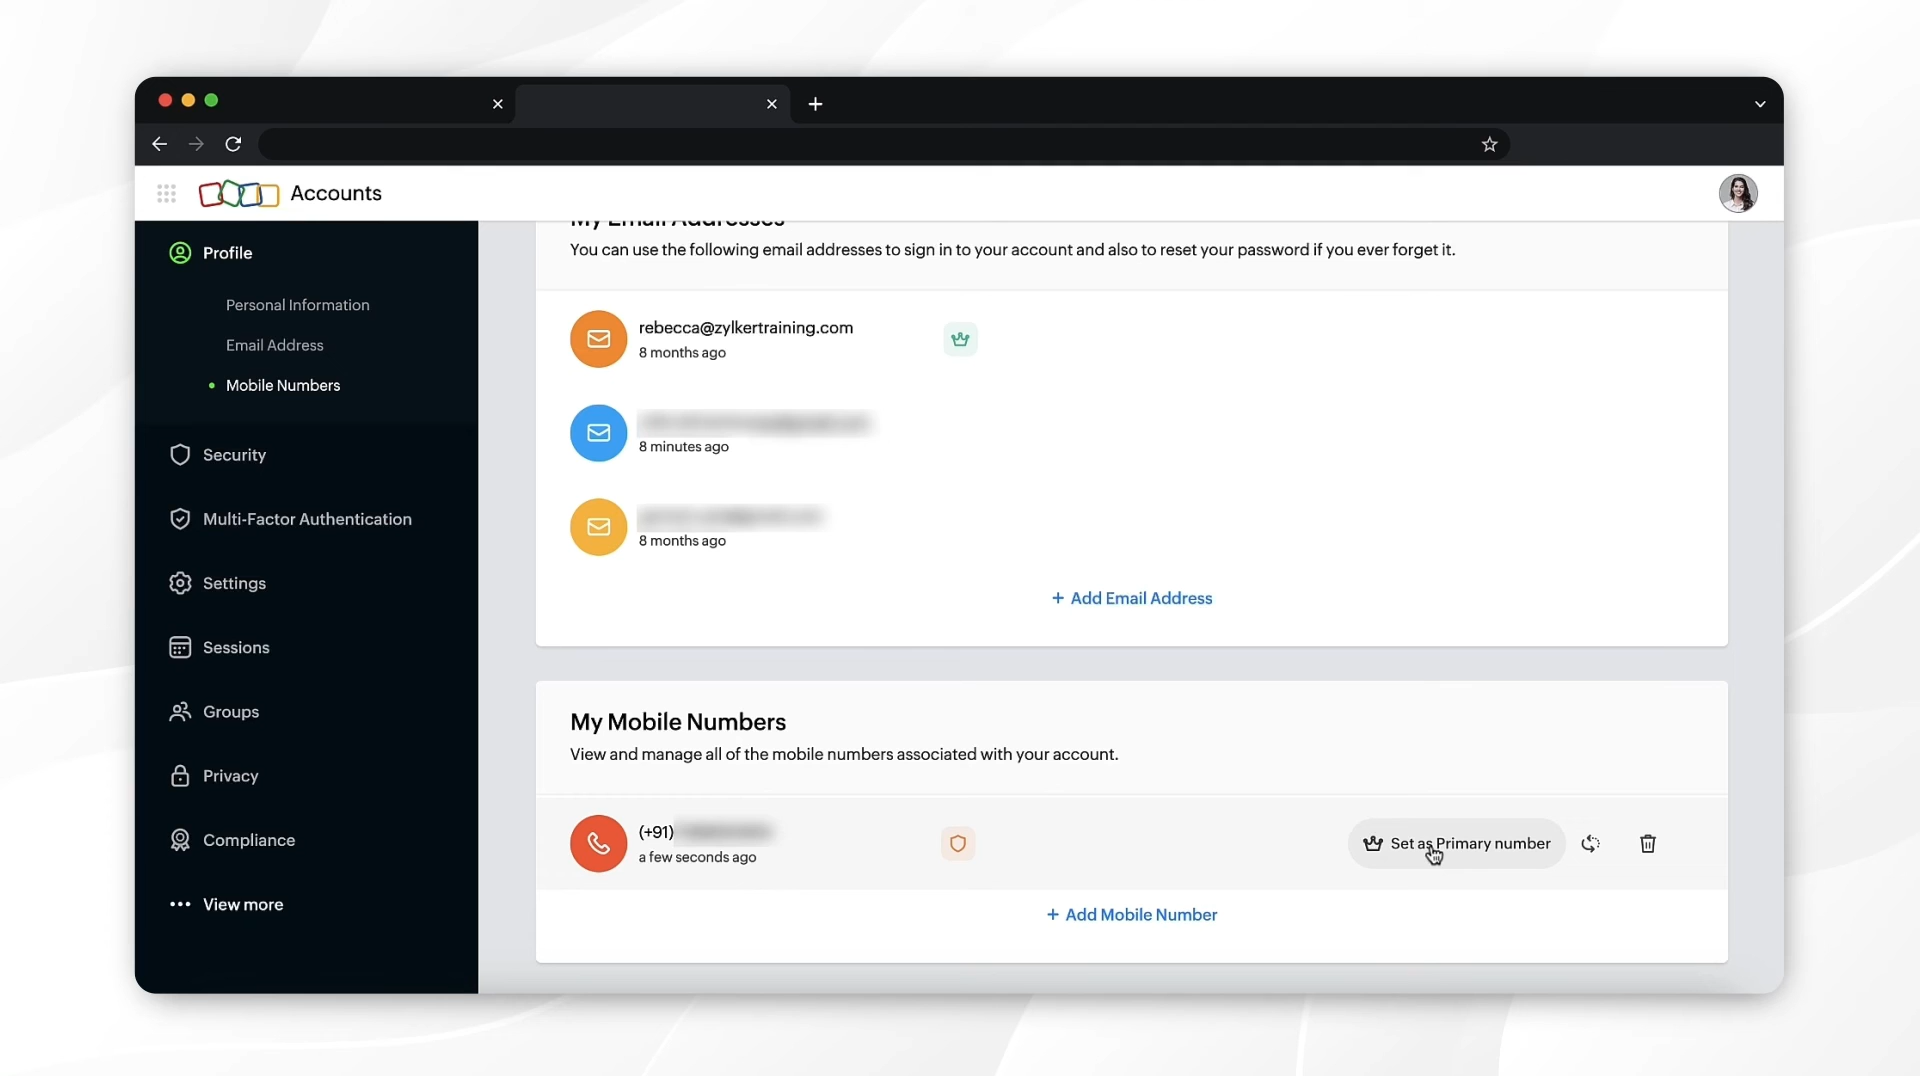 Accounts
Profile
Personal Information
Email Address
Mobile Numbers
Security
Multi-Factor Authentication
Settings
Sessions
Groups
Privacy
Compliance
View more
My Email Addresses
You can use the following email addresses to sign in to your account and also to reset your password if you ever forget it.
rebecca@zylkertraining.com
8 months ago
8 minutes ago
8 months ago
+ Add Email Address
My Mobile Numbers
View and manage all of the mobile numbers associated with your account.
(+91)
a few seconds ago
Set as Primary number
+ Add Mobile Number